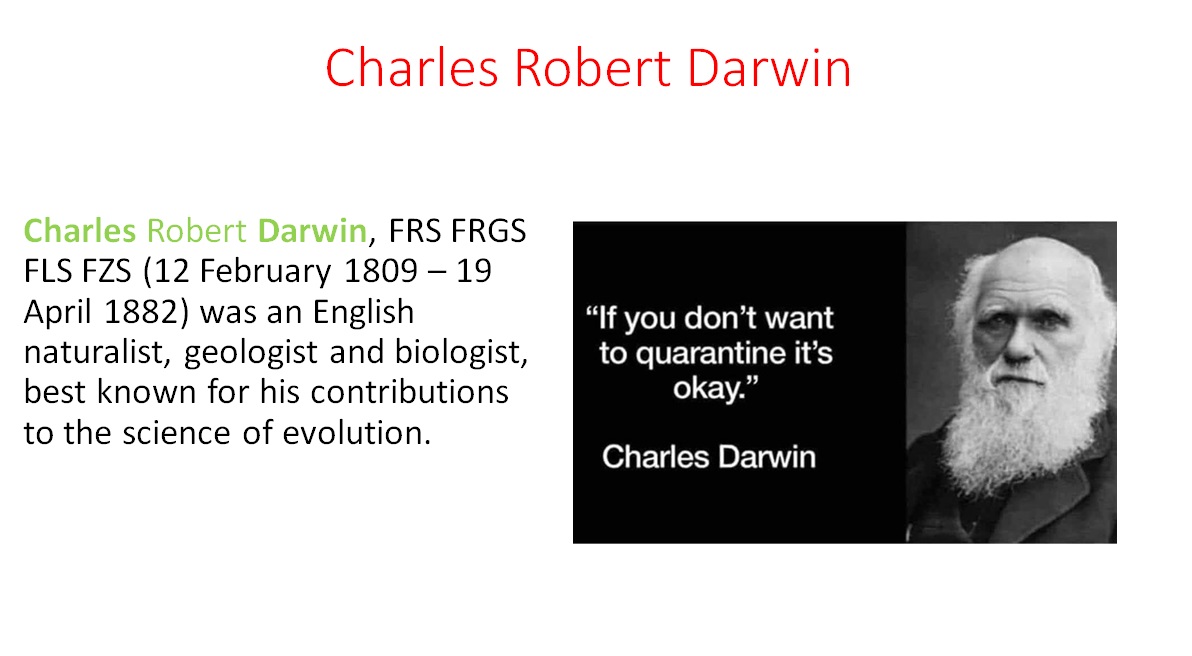 Charles Robert Darwin
Charles Robert Darwin, FRS FRGS
FLS FZS (12 February 1809 – 19
April 1882) was an English
naturalist, geologist and biologist,
best known for his contributions
to the science of evolution.
“If you don’t want
to quarantine it’s
okay.”
Charles Darwin